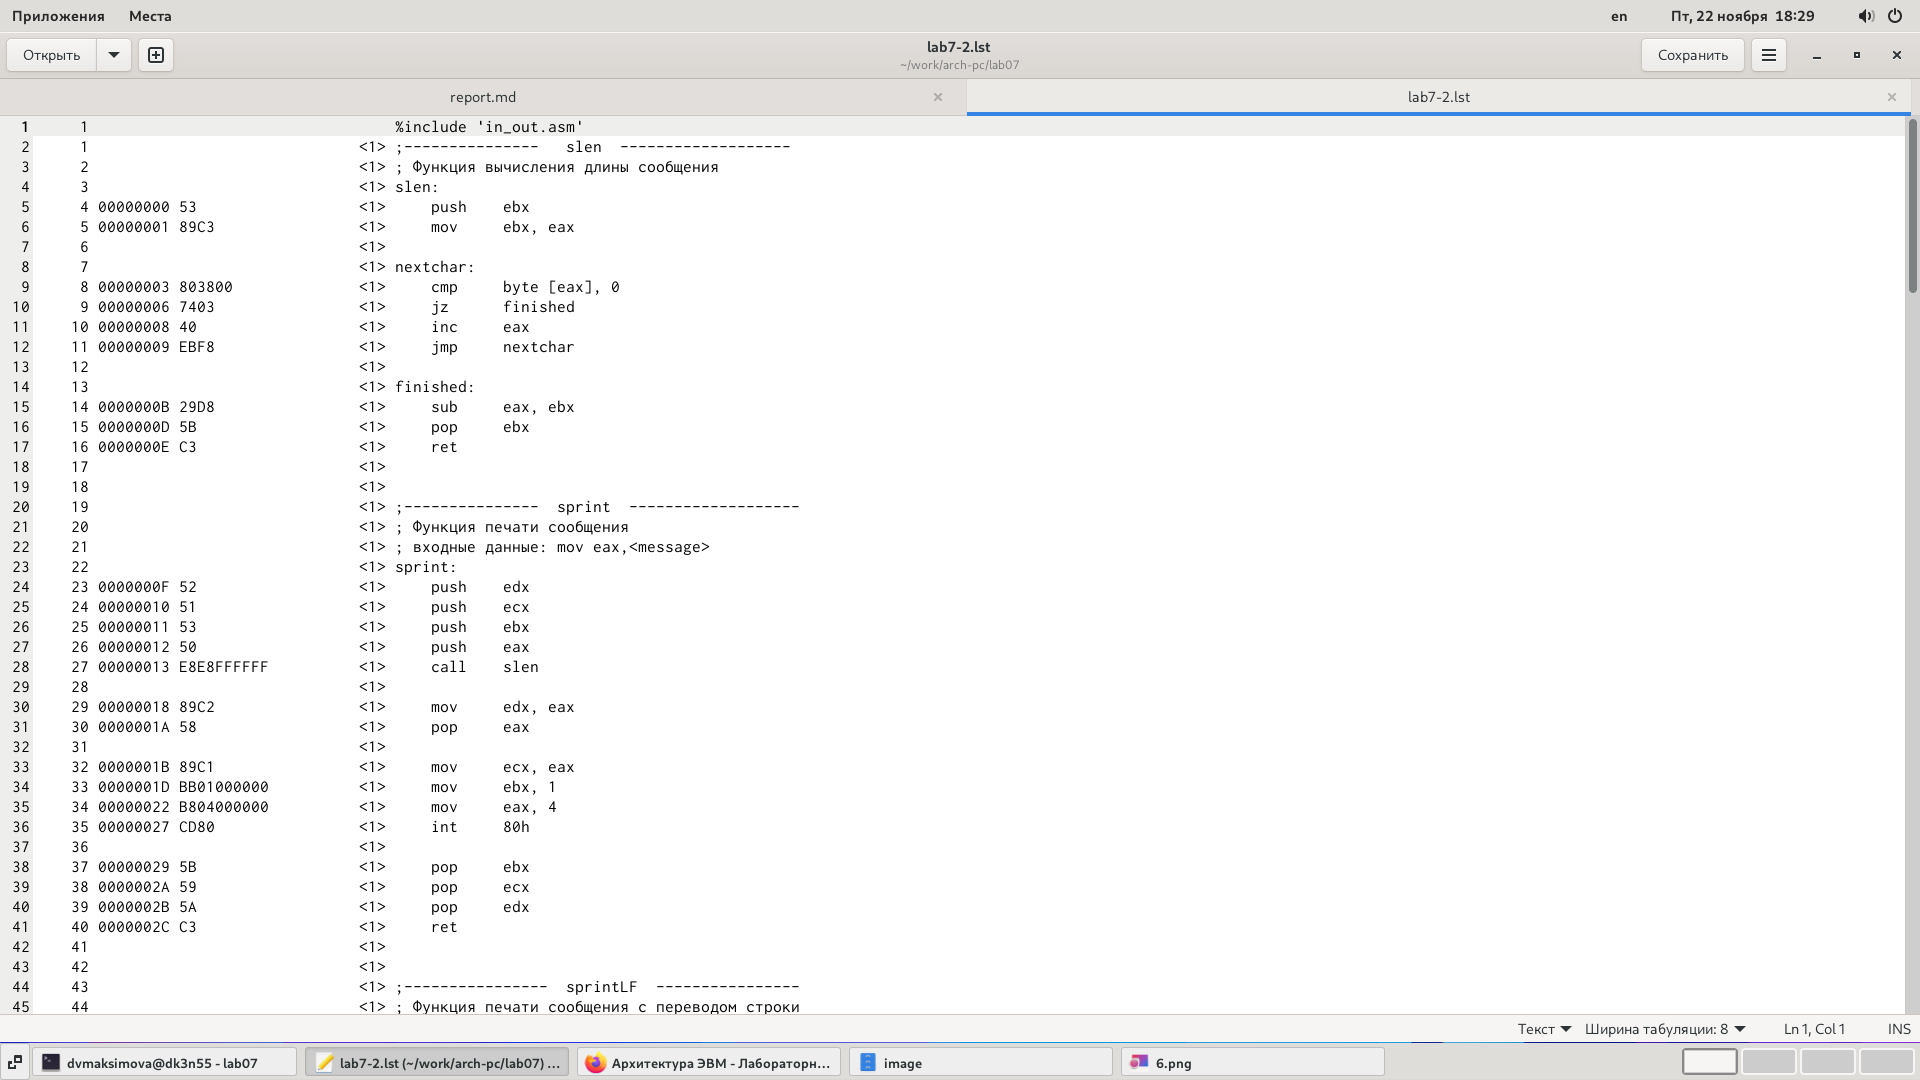 Приложения Места en Пт, 22 ноября 18:29
Открыть lab7-2.lst Сохранить
~/work/arch-pc/lab07
report.md × lab7-2.lst ×
1 1 %include 'in_out.asm'
2 1 <1> ;--------------- slen -------------------
3 2 <1> ; Функция вычисления длины сообщения
4 3 <1> slen:
5 4 00000000 53 <1> push ebx
6 5 00000001 89C3 <1> mov ebx, eax
7 6 <1>
8 7 <1> nextchar:
9 8 00000003 803800 <1> cmp byte [eax], 0
10 9 00000006 7403 <1> jz finished
11 10 00000008 40 <1> inc eax
12 11 00000009 EBF8 <1> jmp nextchar
13 12 <1>
14 13 <1> finished:
15 14 0000000B 29D8 <1> sub eax, ebx
16 15 0000000D 5B <1> pop ebx
17 16 0000000E C3 <1> ret
18 17 <1>
19 18 <1>
20 19 <1> ;--------------- sprint -------------------
21 20 <1> ; Функция печати сообщения
22 21 <1> ; входные данные: mov eax,<message>
23 22 <1> sprint:
24 23 0000000F 52 <1> push edx
25 24 00000010 51 <1> push ecx
26 25 00000011 53 <1> push ebx
27 26 00000012 50 <1> push eax
28 27 00000013 E8E8FFFFFF <1> call slen
29 28 <1>
30 29 00000018 89C2 <1> mov edx, eax
31 30 0000001A 58 <1> pop eax
32 31 <1>
33 32 0000001B 89C1 <1> mov ecx, eax
34 33 0000001D BB01000000 <1> mov ebx, 1
35 34 00000022 B804000000 <1> mov eax, 4
36 35 00000027 CD80 <1> int 80h
37 36 <1>
38 37 00000029 5B <1> pop ebx
39 38 0000002A 59 <1> pop ecx
40 39 0000002B 5A <1> pop edx
41 40 0000002C C3 <1> ret
42 41 <1>
43 42 <1>
44 43 <1> ;---------------- sprintLF ----------------
45 44 <1> ; Функция печати сообщения с переводом строки
Текст Ширина табуляции: 8 Ln 1, Col 1 INS
dvmaksimova@dk3n55 - lab07 lab7-2.lst (~/work/arch-pc/lab07) ... Архитектура ЭВМ - Лабораторн... image 6.png